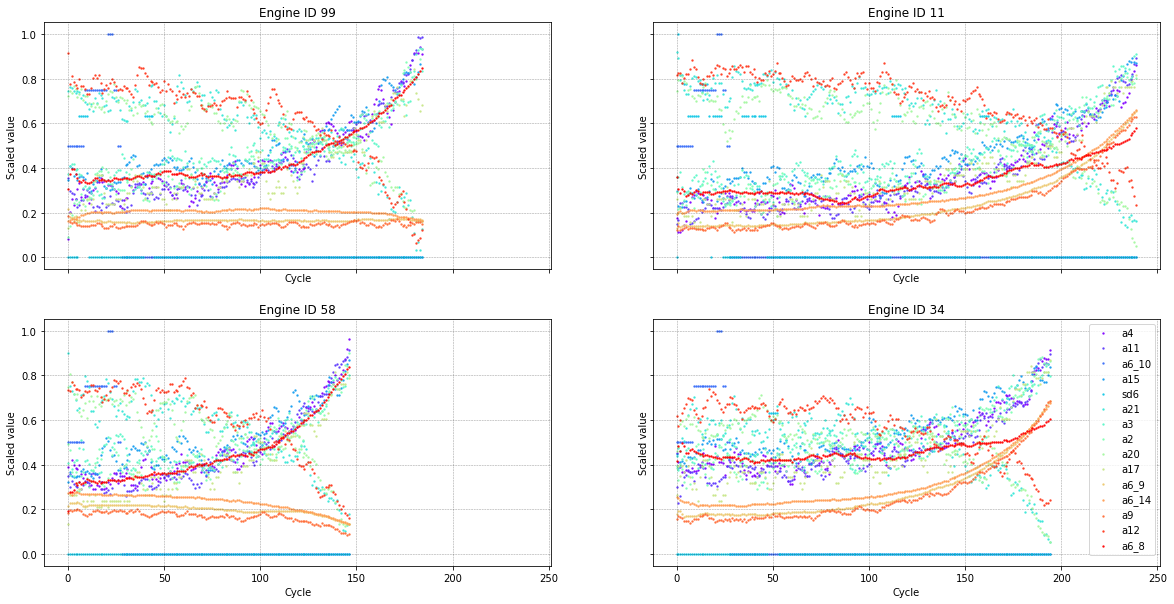 Engine ID 99
Engine ID 11
1.0
0.8
0.6
0.4
0.2
0.0
Scaled value
Scaled value
Cycle
Cycle
Engine ID 58
Engine ID 34
1.0
0.8
0.6
0.4
0.2
0.0
Scaled value
Scaled value
a4
a11
a6_10
a15
sd6
a21
a3
a2
a20
a17
a6_9
a6_14
a9
a12
a6_8
0 50 100 150 200 250
0 50 100 150 200 250
Cycle
Cycle